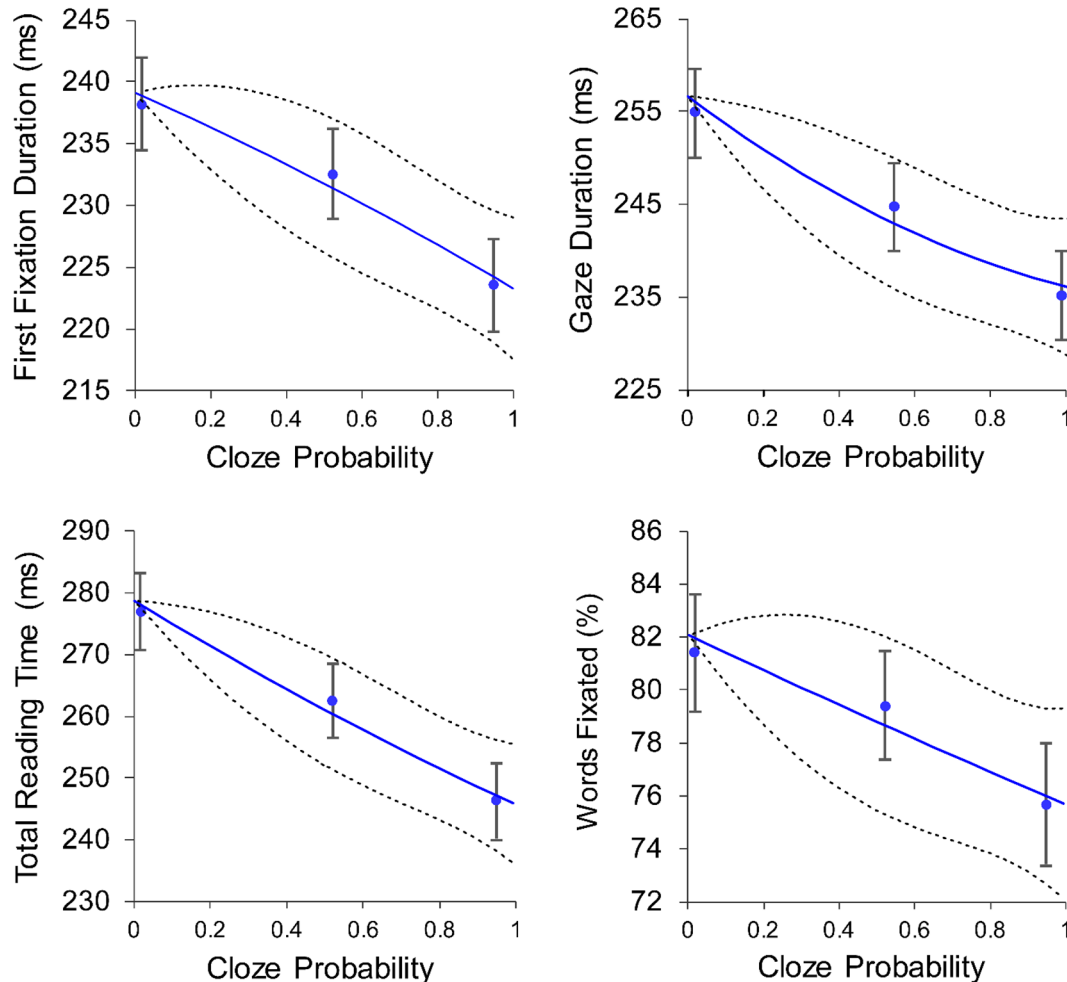 First Fixation Duration (ms)
245
240
235
230
225
220
215
0 0.2 0.4 0.6 0.8 1
Cloze Probability
Gaze Duration (ms)
265
255
245
235
225
0 0.2 0.4 0.6 0.8 1
Cloze Probability
Total Reading Time (ms)
290
280
270
260
250
240
230
0 0.2 0.4 0.6 0.8 1
Cloze Probability
Words Fixated (%)
86
84
82
80
78
76
74
72
0 0.2 0.4 0.6 0.8 1
Cloze Probability